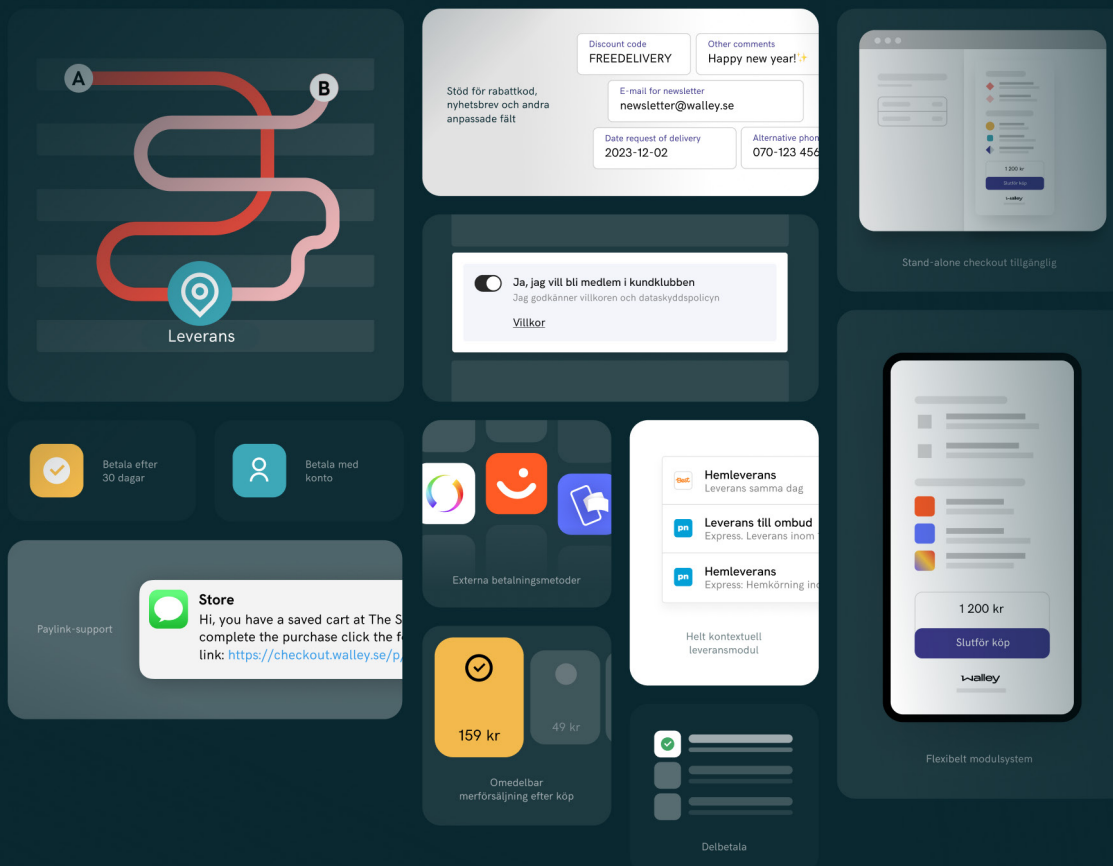 A
B
Leverans
Stöd för rabattkod,
nyhetsbrev och andra
anpassade fält
Discount code
FREEDELIVERY
Other comments
Happy new year!✨
E-mail for newsletter
newsletter@walley.se
Date request of delivery
2023-12-02
Alternative phon
070-123 456
1 200 kr
Slutför köp
walley
Stand-alone checkout tillgänglig
Ja, jag vill bli medlem i kundklubben
Jag godkänner villkoren och dataskyddspolicyn
Villkor
Betala efter
30 dagar
Betala med
konto
Externa betalningsmetoder
Best
Hemleverans
Leverans samma dag
pn
Leverans till ombud
Express. Leverans inom
pn
Hemleverans
Express: Hemkörning in
Helt kontextuell
leveransmodul
Paylink-support
Store
Hi, you have a saved cart at The S
complete the purchase click the f
link: https://checkout.walley.se/p/
159 kr
49 kr
Omedelbar
merförsäljning efter köp
Delbetala
1 200 kr
Slutför köp
walley
Flexibelt modulsystem